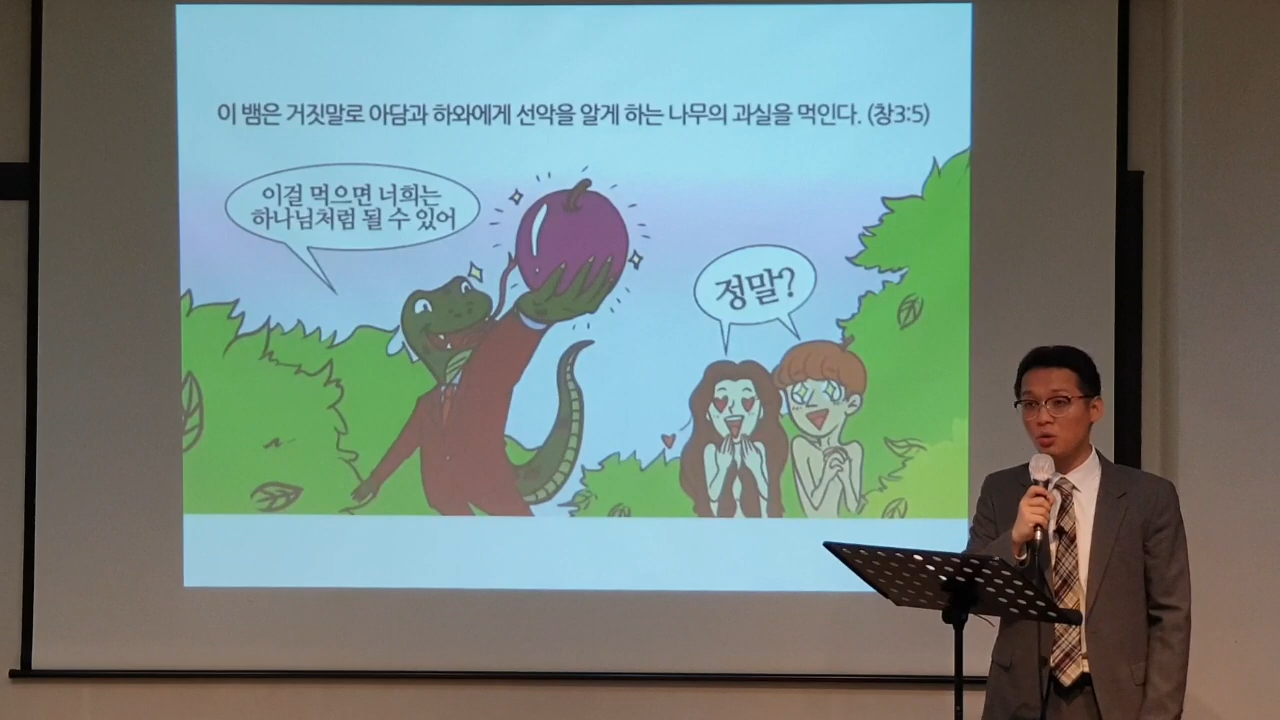 이 뱀은 거짓말로 아담과 하와에게 선악을 알게 하는 나무의 과실을 먹인다. (창3:5)
이걸 먹으면 너희는
하나님처럼 될 수 있어
정말?